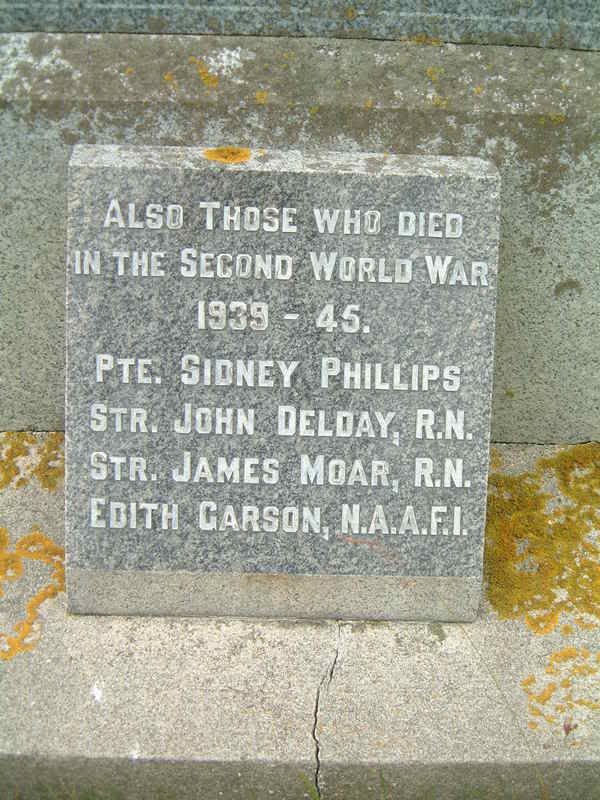 ALSO THOSE WHO DIED
IN THE SECOND WORLD WAR
1939 - 45.
PTE. SIDNEY PHILLIPS
STR. JOHN DELDAY, R.N.
STR. JAMES MOAR, R.N.
EDITH GARSON, N.A.A.F.I.